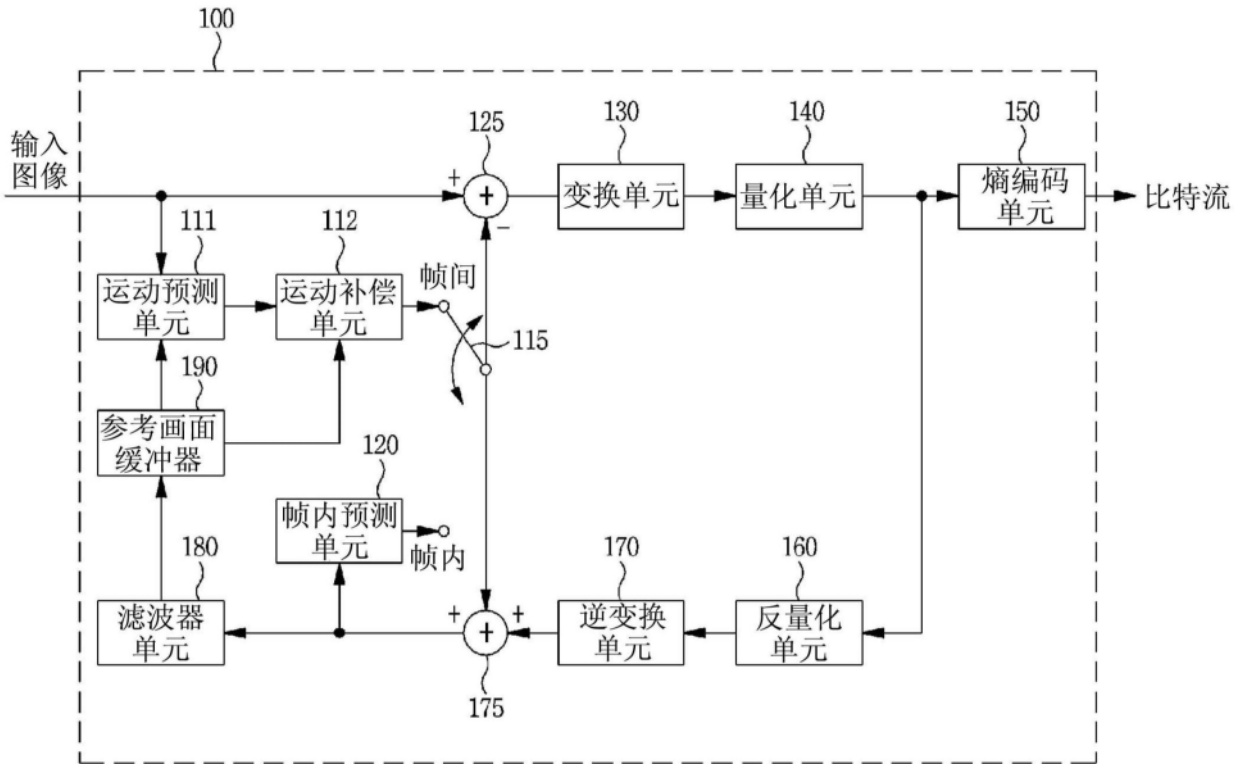 100
输入
图像
125
130
140
150
+
+
−
变换单元
量化单元
熵编码
单元
比特流
111
112
运动预测
单元
运动补偿
单元
帧间
115
190
参考画面
缓冲器
120
帧内预测
单元
帧内
180
170
160
滤波器
单元
+
+
+
逆变换
单元
反量化
单元
175